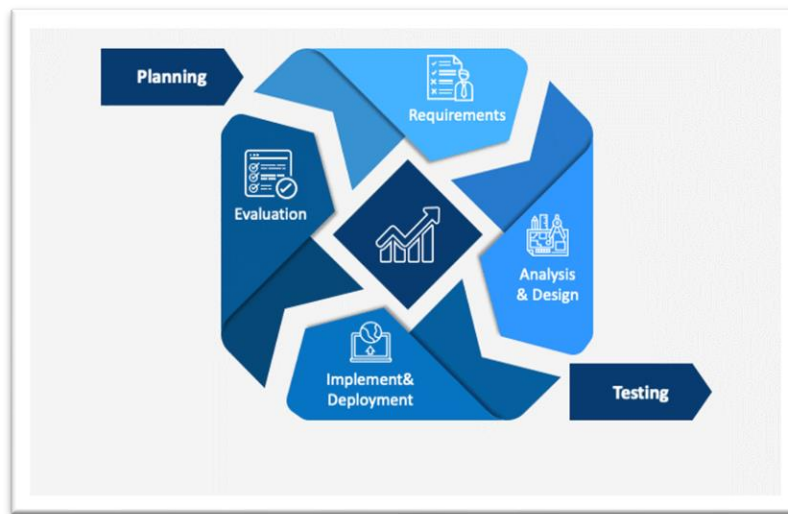 Planning
Requirements
Evaluation
Analysis
& Design
Implement&
Deployment
Testing